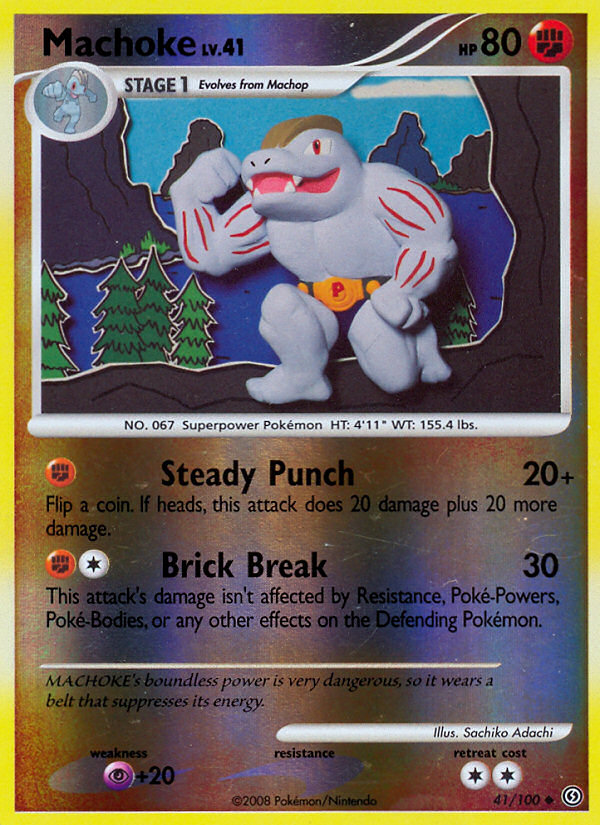 Machoke LV.41 HP 80
STAGE 1 Evolves from Machop
P
NO. 067 Superpower Pokémon HT: 4'11" WT: 155.4 lbs.
Steady Punch 20+
Flip a coin. If heads, this attack does 20 damage plus 20 more
damage.
Brick Break 30
This attack's damage isn't affected by Resistance, Poké-Powers,
Poké-Bodies, or any other effects on the Defending Pokémon.
MACHOKE's boundless power is very dangerous, so it wears a
belt that suppresses its energy.
Illus. Sachiko Adachi
weakness resistance retreat cost
+20
©2008 Pokémon/Nintendo 41/100